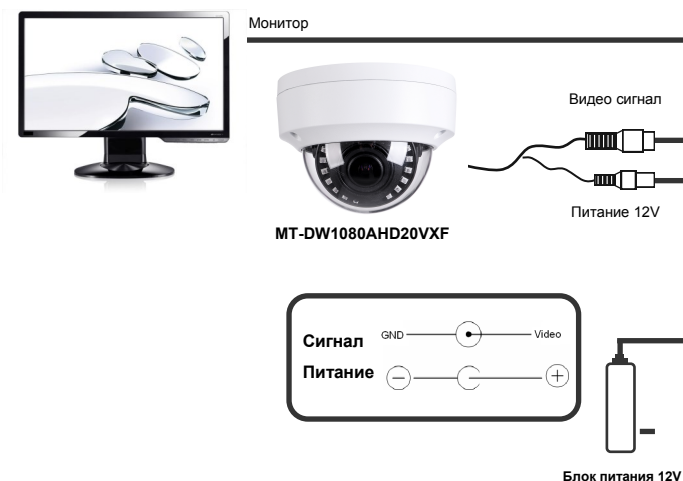 Монитор
Видео сигнал
Питание 12V
MT-DW1080AHD20VXF
Сигнал GND Video
Питание − +
Блок питания 12V